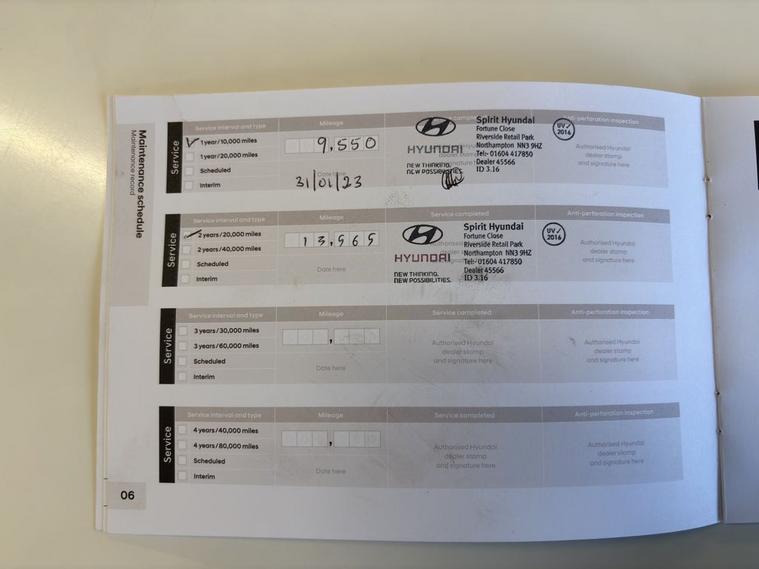 Maintenance schedule
Maintenance record
Service
Service interval and type
Mileage
Anti-perforation inspection
✓ 1 year/10,000 miles
1 year/20,000 miles
Scheduled
Interim
9,550
31/01/23
HYUNDAI
NEW THINKING.
NEW POSSIBILITIES.
Spirit Hyundai
Fortune Close
Riverside Retail Park
Northampton NN3 9HZ
Tel:- 01604 417850
Dealer 45566
ID 3.16
UV ✓
2016
Authorised Hyundai
dealer stamp
and signature here
Service
Service interval and type
Mileage
Service completed
Anti-perforation inspection
✓ 2 years/20,000 miles
2 years/40,000 miles
Scheduled
Interim
13,565
Date here
HYUNDAI
NEW THINKING.
NEW POSSIBILITIES.
Spirit Hyundai
Fortune Close
Riverside Retail Park
Northampton NN3 9HZ
Tel:- 01604 417850
Dealer 45566
ID 3.16
UV ✓
2016
Authorised Hyundai
dealer stamp
and signature here
Service
Service interval and type
Mileage
Service completed
Anti-perforation inspection
3 years/30,000 miles
3 years/60,000 miles
Scheduled
Interim
,
Date here
Authorised Hyundai
dealer stamp
and signature here
Authorised Hyundai
dealer stamp
and signature here
Service
Service interval and type
Mileage
Service completed
Anti-perforation inspection
4 years/40,000 miles
4 years/80,000 miles
Scheduled
Interim
,
Date here
Authorised Hyundai
dealer stamp
and signature here
Authorised Hyundai
dealer stamp
and signature here
06